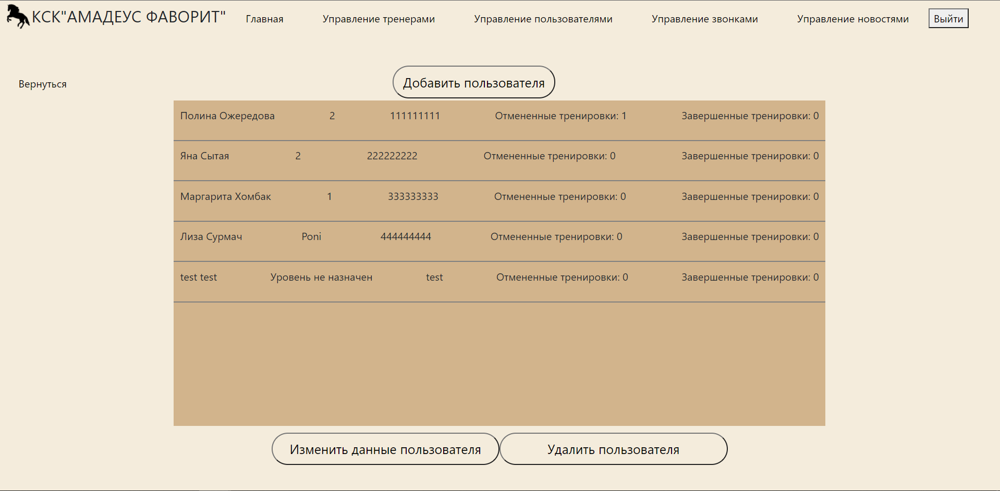 КСК"АМАДЕУС ФАВОРИТ" Главная Управление тренерами Управление пользователями Управление звонками Управление новостями Выйти
Вернуться Добавить пользователя
Полина Ожередова 2 111111111 Отмененные тренировки: 1 Завершенные тренировки: 0
Яна Сытая 2 222222222 Отмененные тренировки: 0 Завершенные тренировки: 0
Маргарита Хомбак 1 333333333 Отмененные тренировки: 0 Завершенные тренировки: 0
Лиза Сурмач Poni 444444444 Отмененные тренировки: 0 Завершенные тренировки: 0
test test Уровень не назначен test Отмененные тренировки: 0 Завершенные тренировки: 0
Изменить данные пользователя Удалить пользователя